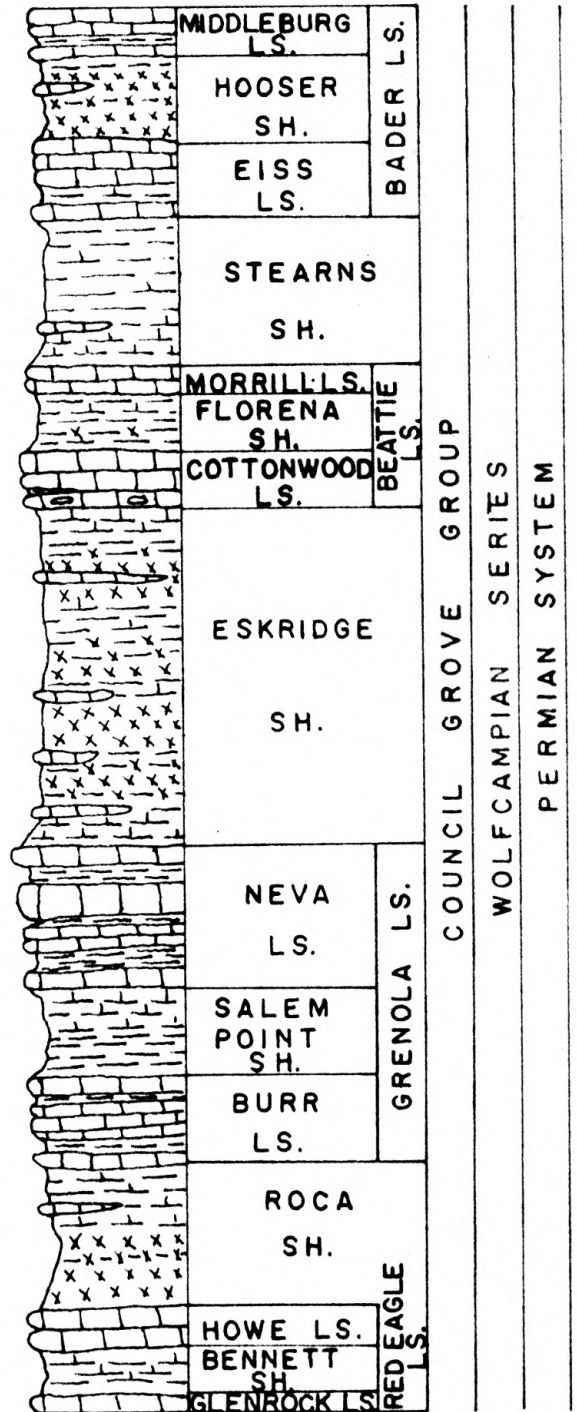 MIDDLEBURG
LS.
HOOSER
SH.
EISS
LS.
BADER LS.
STEARNS
SH.
MORRILL LS.
FLORENA
SH.
COTTONWOOD
LS.
BEATTIE
LS.
ESKRIDGE
SH.
NEVA
LS.
SALEM
POINT
SH.
BURR
LS.
GRENOLA LS.
ROCA
SH.
HOWE LS.
BENNETT
SH.
GLENROCK LS.
RED EAGLE
LS.
COUNCIL GROVE GROUP
WOLFCAMPIAN SERIES
PERMIAN SYSTEM